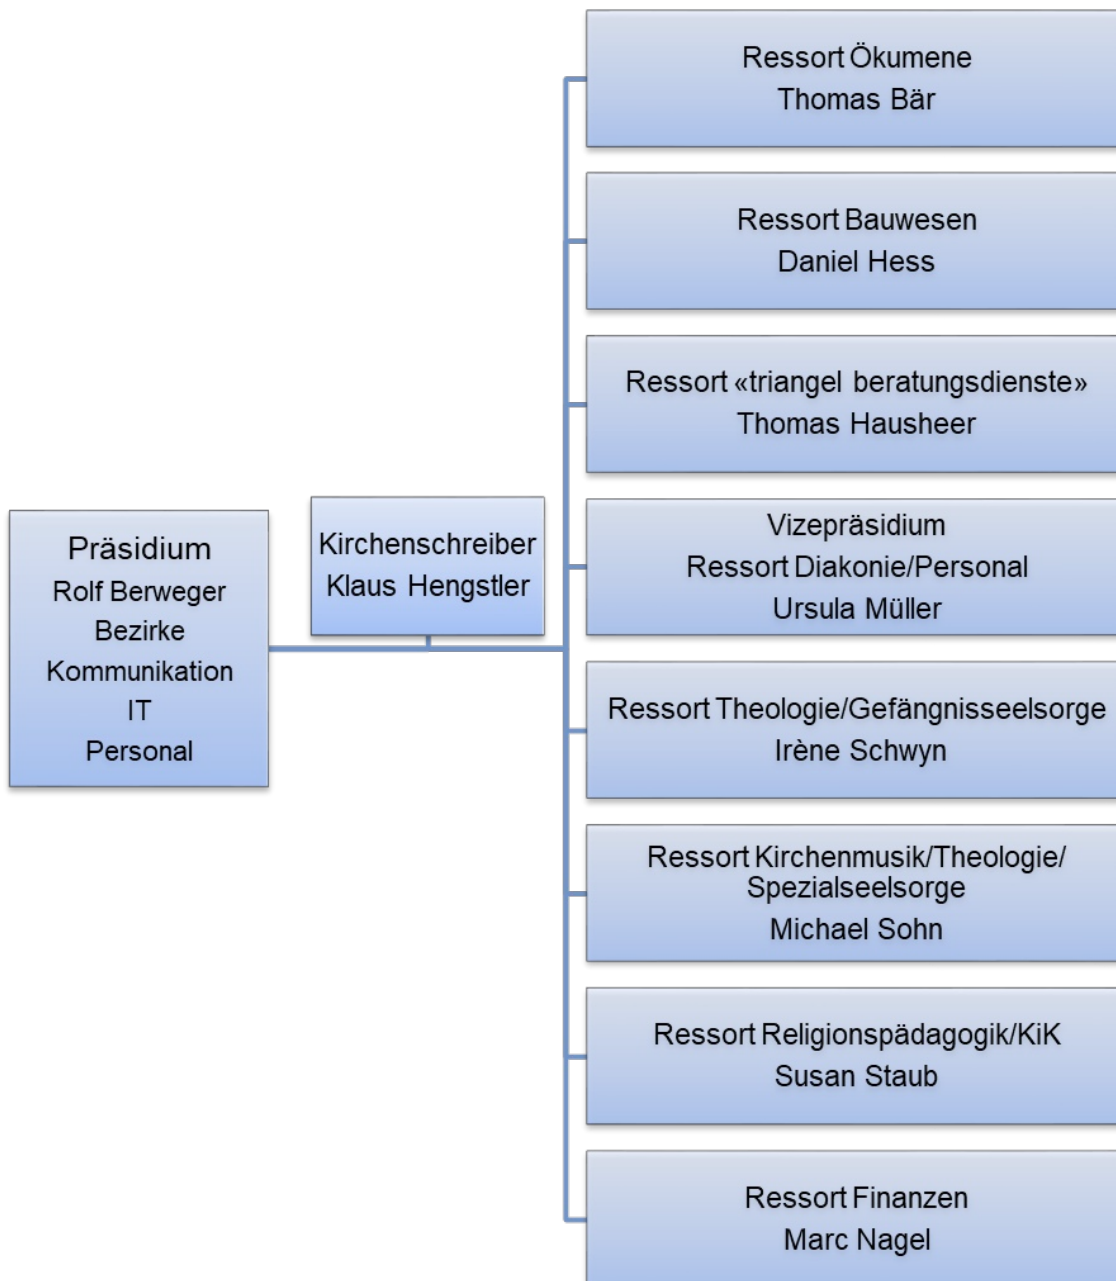 Präsidium
Rolf Berweger
Bezirke
Kommunikation
IT
Personal
Kirchenschreiber
Klaus Hengstler
Ressort Ökumene
Thomas Bär
Ressort Bauwesen
Daniel Hess
Ressort «triangel beratungsdienste»
Thomas Hausheer
Vizepräsidium
Ressort Diakonie/Personal
Ursula Müller
Ressort Theologie/Gefängnisseelsorge
Irène Schwyn
Ressort Kirchenmusik/Theologie/
Spezialseelsorge
Michael Sohn
Ressort Religionspädagogik/KiK
Susan Staub
Ressort Finanzen
Marc Nagel